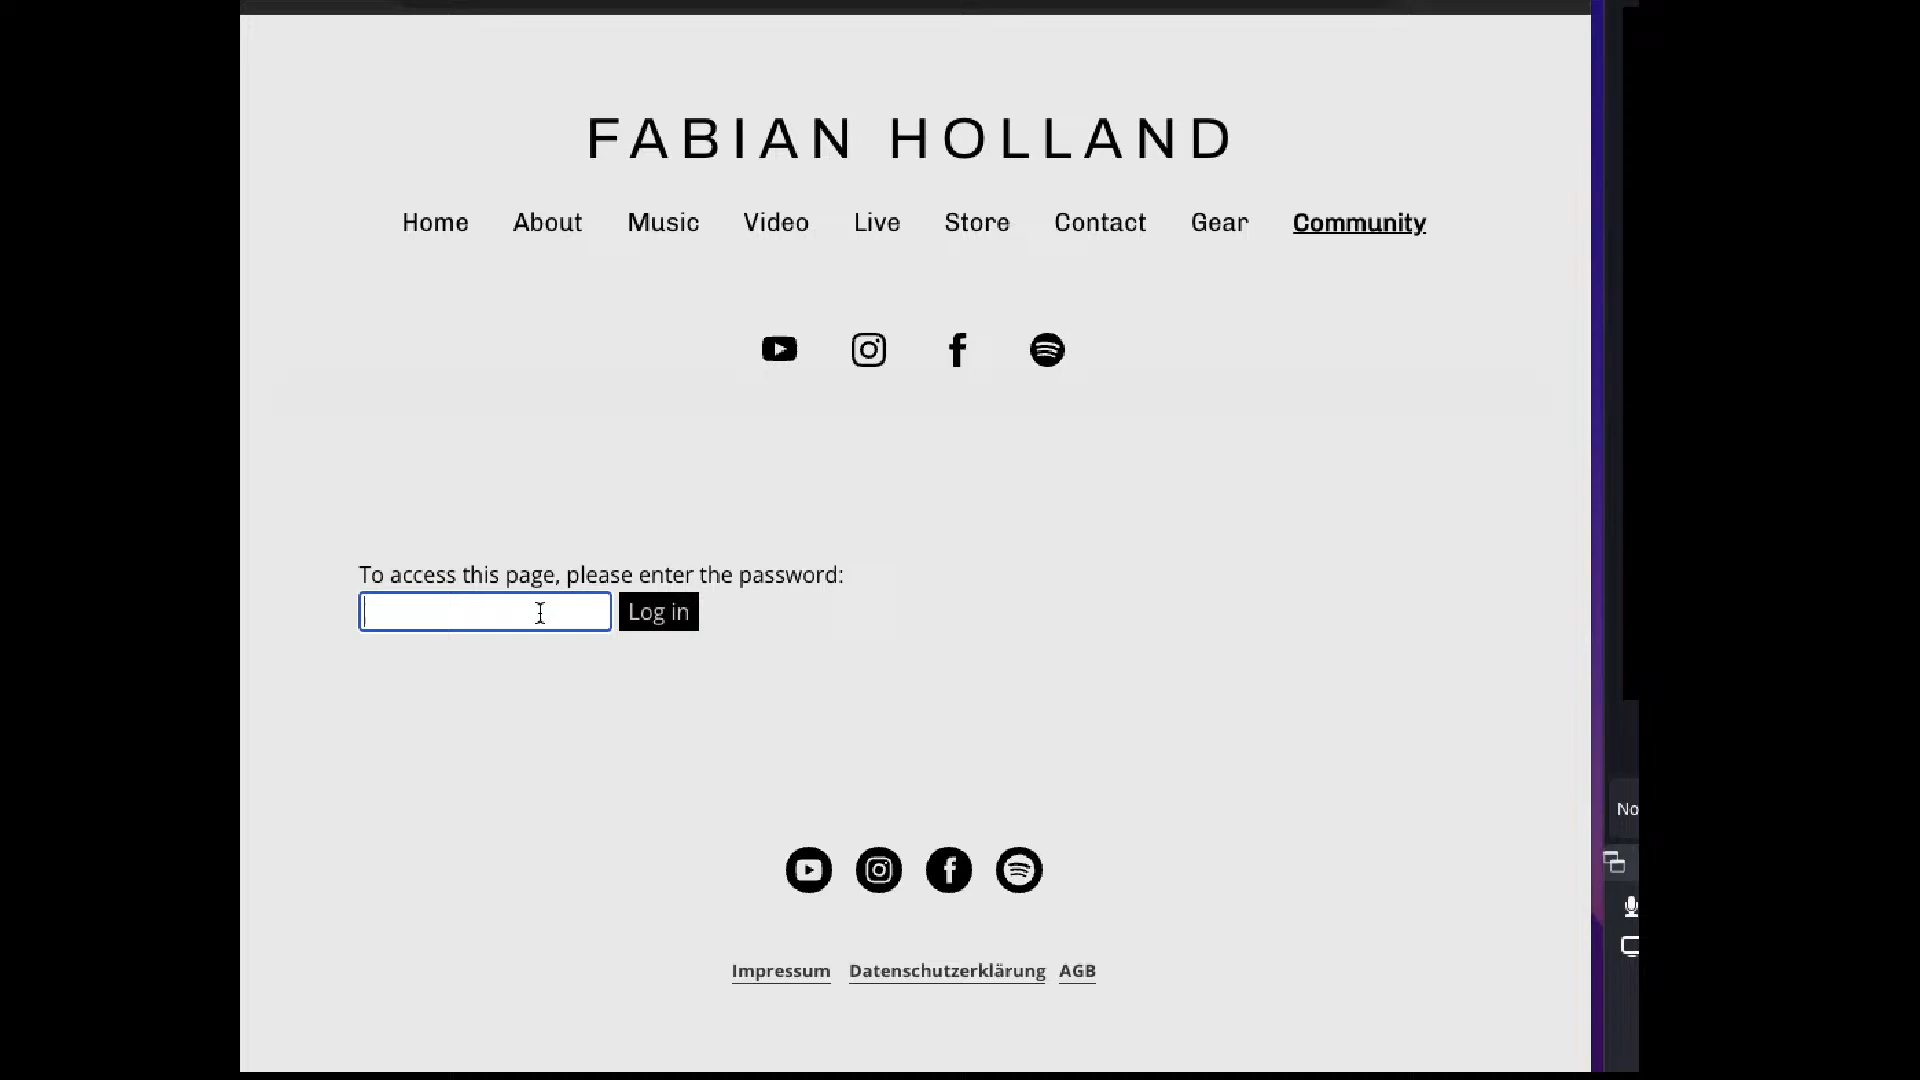 FABIAN HOLLAND
Home About Music Video Live Store Contact Gear Community
To access this page, please enter the password:
Log in
No
Impressum Datenschutzerklärung AGB